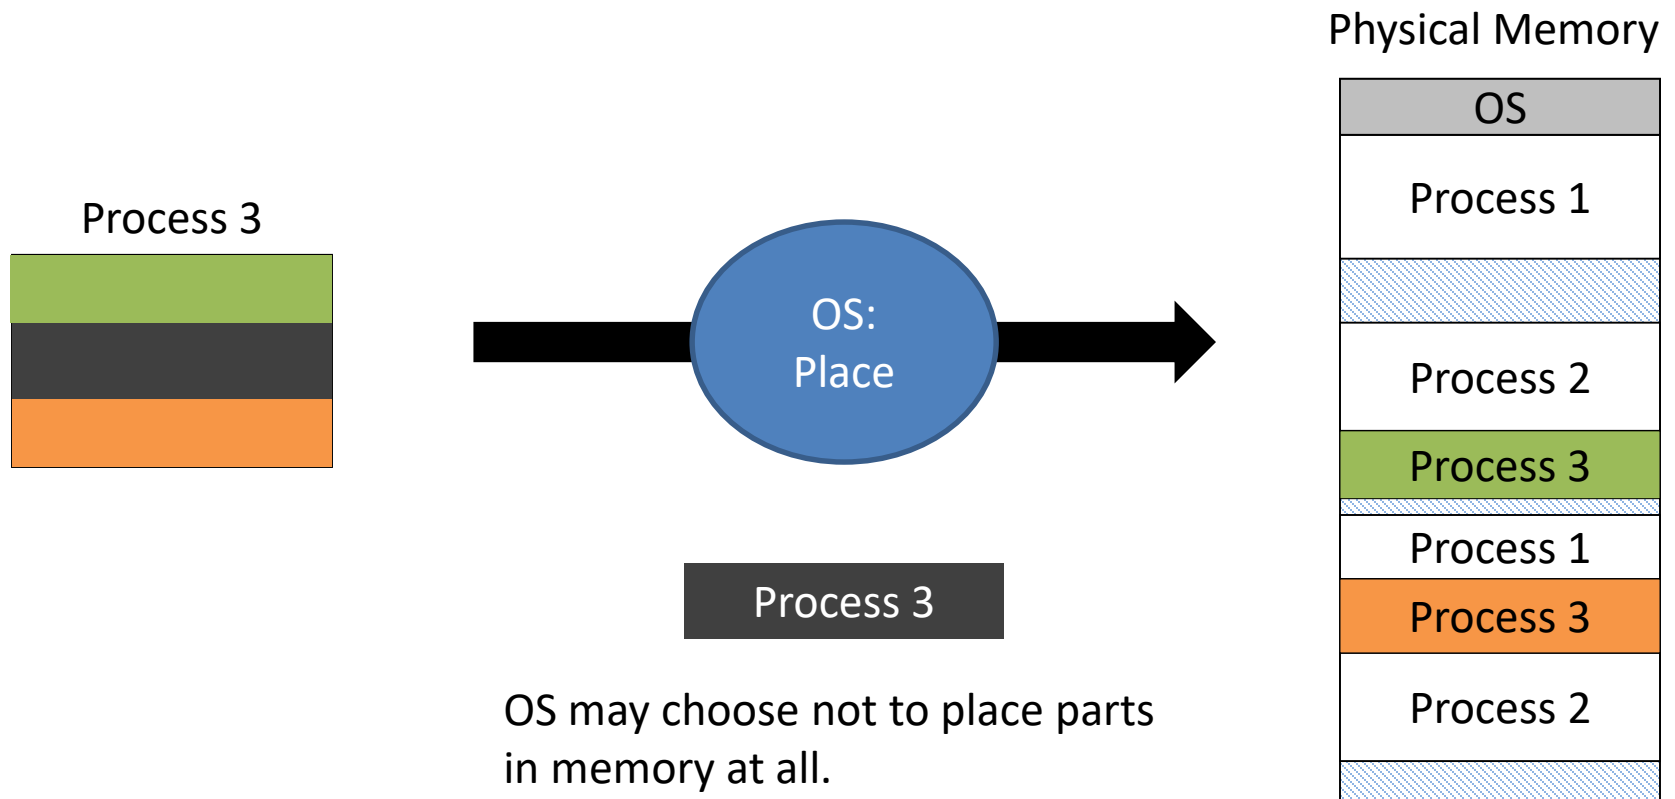 Physical Memory
OS
Process 1
Process 3
OS:
Place
Process 2
Process 3
Process 1
Process 3
Process 3
Process 2
OS may choose not to place parts
in memory at all.